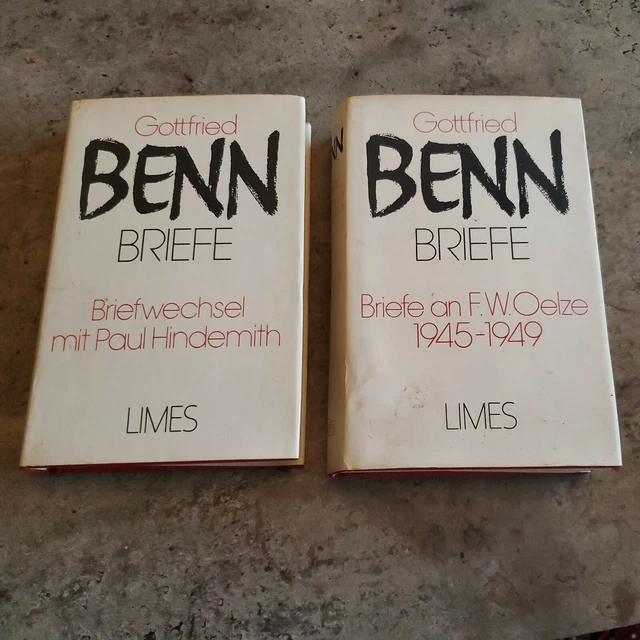 Gottfried
BENN
BRIEFE
Briefwechsel
mit Paul Hindemith
LIMES
Gottfried
BENN
BRIEFE
Briefe an F.W.Oelze
1945-1949
LIMES